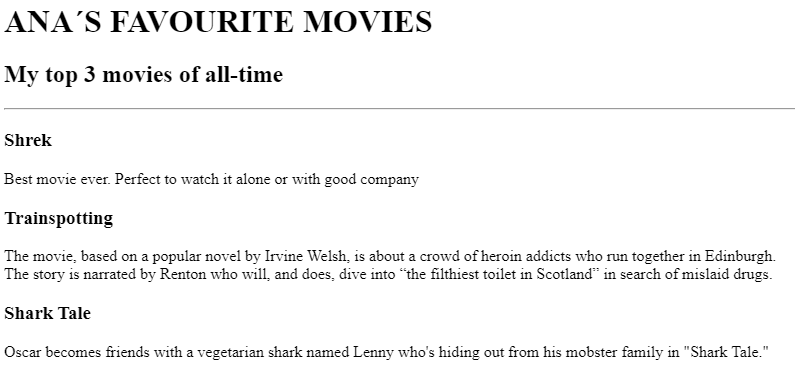 ANA´S FAVOURITE MOVIES
My top 3 movies of all-time
Shrek
Best movie ever. Perfect to watch it alone or with good company
Trainspotting
The movie, based on a popular novel by Irvine Welsh, is about a crowd of heroin addicts who run together in Edinburgh.
The story is narrated by Renton who will, and does, dive into “the filthiest toilet in Scotland” in search of mislaid drugs.
Shark Tale
Oscar becomes friends with a vegetarian shark named Lenny who's hiding out from his mobster family in "Shark Tale."